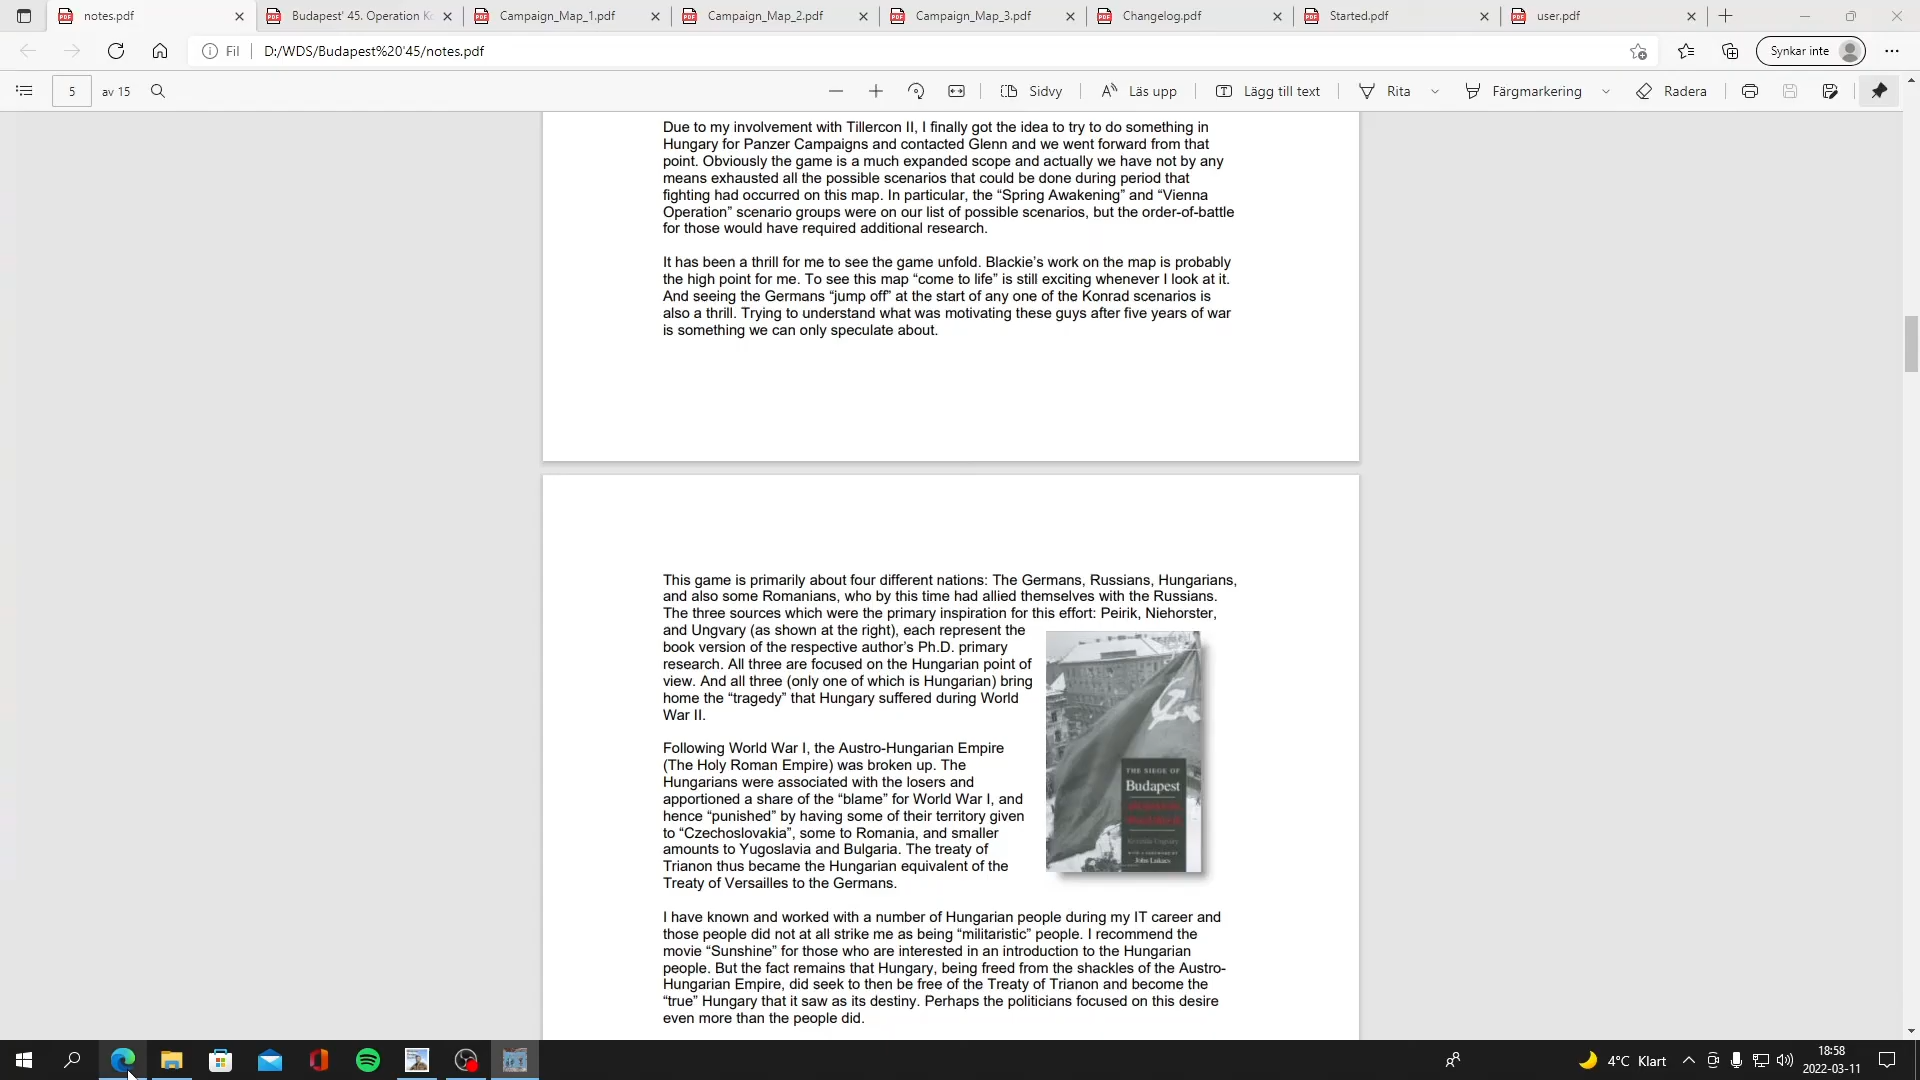 notes.pdf
Budapest' 45. Operation K
Campaign_Map_1.pdf
Campaign_Map_2.pdf
Campaign_Map_3.pdf
Changelog.pdf
Started.pdf
user.pdf
Fil
D:/WDS/Budapest%20'45/notes.pdf
Synkar inte
5
av 15
Sidvy
Läs upp
Lägg till text
Rita
Färgmarkering
Radera
Due to my involvement with Tillercon II, I finally got the idea to try to do something in
Hungary for Panzer Campaigns and contacted Glenn and we went forward from that
point. Obviously the game is a much expanded scope and actually we have not by any
means exhausted all the possible scenarios that could be done during period that
fighting had occurred on this map. In particular, the “Spring Awakening” and “Vienna
Operation” scenario groups were on our list of possible scenarios, but the order-of-battle
for those would have required additional research.
It has been a thrill for me to see the game unfold. Blackie’s work on the map is probably
the high point for me. To see this map “come to life” is still exciting whenever I look at it.
And seeing the Germans “jump off” at the start of any one of the Konrad scenarios is
also a thrill. Trying to understand what was motivating these guys after five years of war
is something we can only speculate about.
This game is primarily about four different nations: The Germans, Russians, Hungarians,
and also some Romanians, who by this time had allied themselves with the Russians.
The three sources which were the primary inspiration for this effort: Peirik, Niehorster,
and Ungvary (as shown at the right), each represent the
book version of the respective author’s Ph.D. primary
research. All three are focused on the Hungarian point of
view. And all three (only one of which is Hungarian) bring
home the “tragedy” that Hungary suffered during World
War II.
THE SIEGE OF
Budapest
John Lukacs
Following World War I, the Austro-Hungarian Empire
(The Holy Roman Empire) was broken up. The
Hungarians were associated with the losers and
apportioned a share of the “blame” for World War I, and
hence “punished” by having some of their territory given
to “Czechoslovakia”, some to Romania, and smaller
amounts to Yugoslavia and Bulgaria. The treaty of
Trianon thus became the Hungarian equivalent of the
Treaty of Versailles to the Germans.
I have known and worked with a number of Hungarian people during my IT career and
those people did not at all strike me as being “militaristic” people. I recommend the
movie “Sunshine” for those who are interested in an introduction to the Hungarian
people. But the fact remains that Hungary, being freed from the shackles of the Austro-
Hungarian Empire, did seek to then be free of the Treaty of Trianon and become the
“true” Hungary that it saw as its destiny. Perhaps the politicians focused on this desire
even more than the people did.
4°C Klart
18:58
2022-03-11